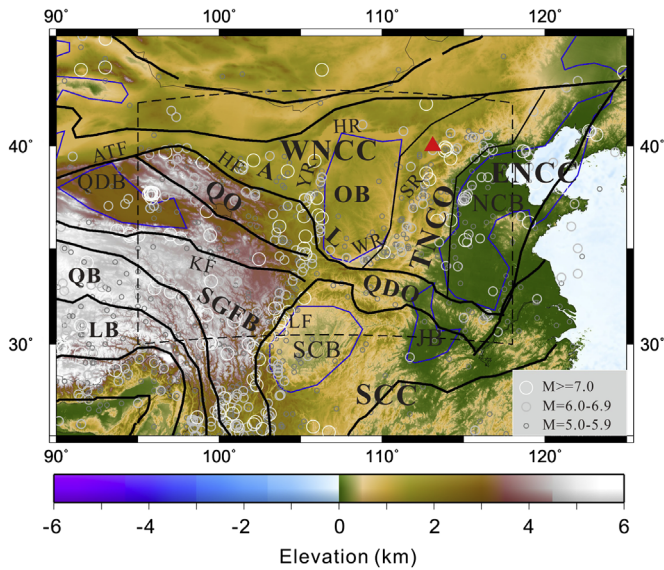 90° 100° 110° 120°
40° 40°
30° 30°
HR
ATF HF A WNCC
ENCC
QDB QO YR OB SR NCB
L WR TNCO
KF
QB SGFB QDO
LB LF SCB HB
SCC
M>=7.0
M=6.0-6.9
M=5.0-5.9
90° 100° 110° 120°
-6 -4 -2 0 2 4 6
Elevation (km)